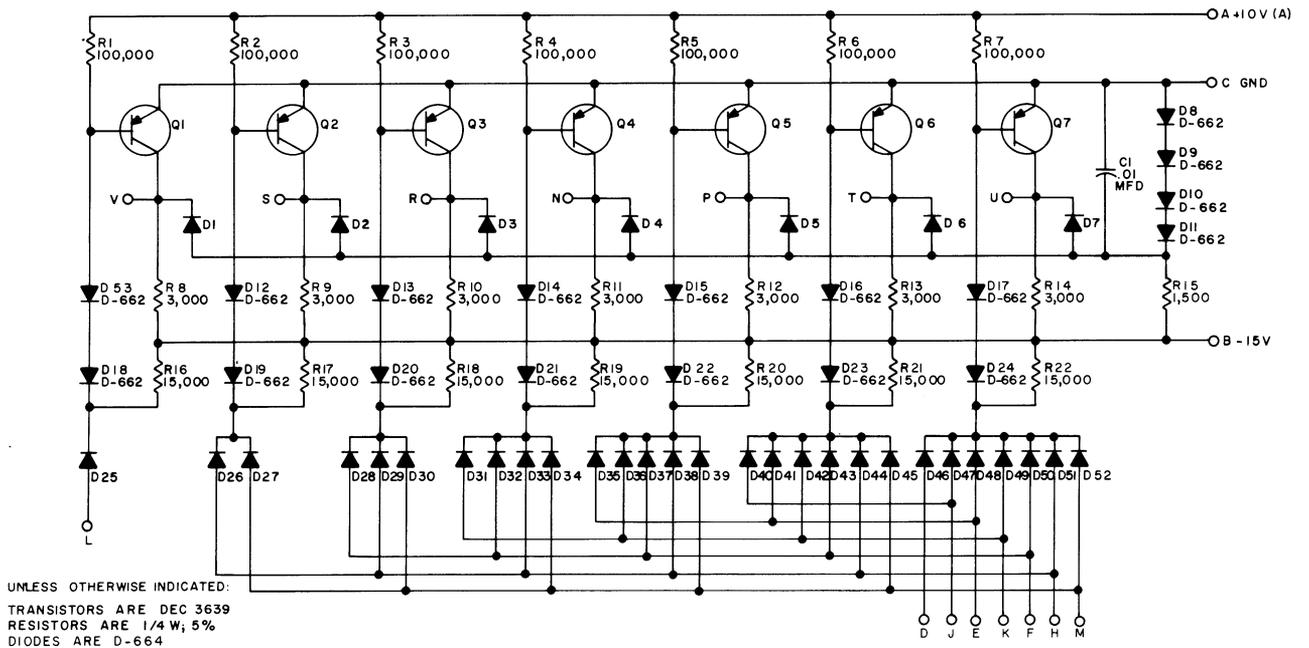 A +10V (A)
R1 100,000
R2 100,000
R3 100,000
R4 100,000
R5 100,000
R6 100,000
R7 100,000
C GND
Q1
Q2
Q3
Q4
Q5
Q6
Q7
D8 D-662
D9 D-662
D10 D-662
D11 D-662
C1 .01 MFD
V
S
R
N
P
T
U
D1
D2
D3
D4
D5
D6
D7
D53 D-662
R8 3,000
D12 D-662
R9 3,000
D13 D-662
R10 3,000
D14 D-662
R11 3,000
D15 D-662
R12 3,000
D16 D-662
R13 3,000
D17 D-662
R14 3,000
R15 1,500
B -15V
D18 D-662
R16 15,000
D19 D-662
R17 15,000
D20 D-662
R18 15,000
D21 D-662
R19 15,000
D22 D-662
R20 15,000
D23 D-662
R21 15,000
D24 D-662
R22 15,000
D25
D26
D27
D28
D29
D30
D31
D32
D33
D34
D35
D36
D37
D38
D39
D40
D41
D42
D43
D44
D45
D46
D47
D48
D49
D50
D51
D52
L
D
J
E
K
F
H
M
UNLESS OTHERWISE INDICATED:
TRANSISTORS ARE DEC 3639
RESISTORS ARE 1/4 W; 5%
DIODES ARE D-664